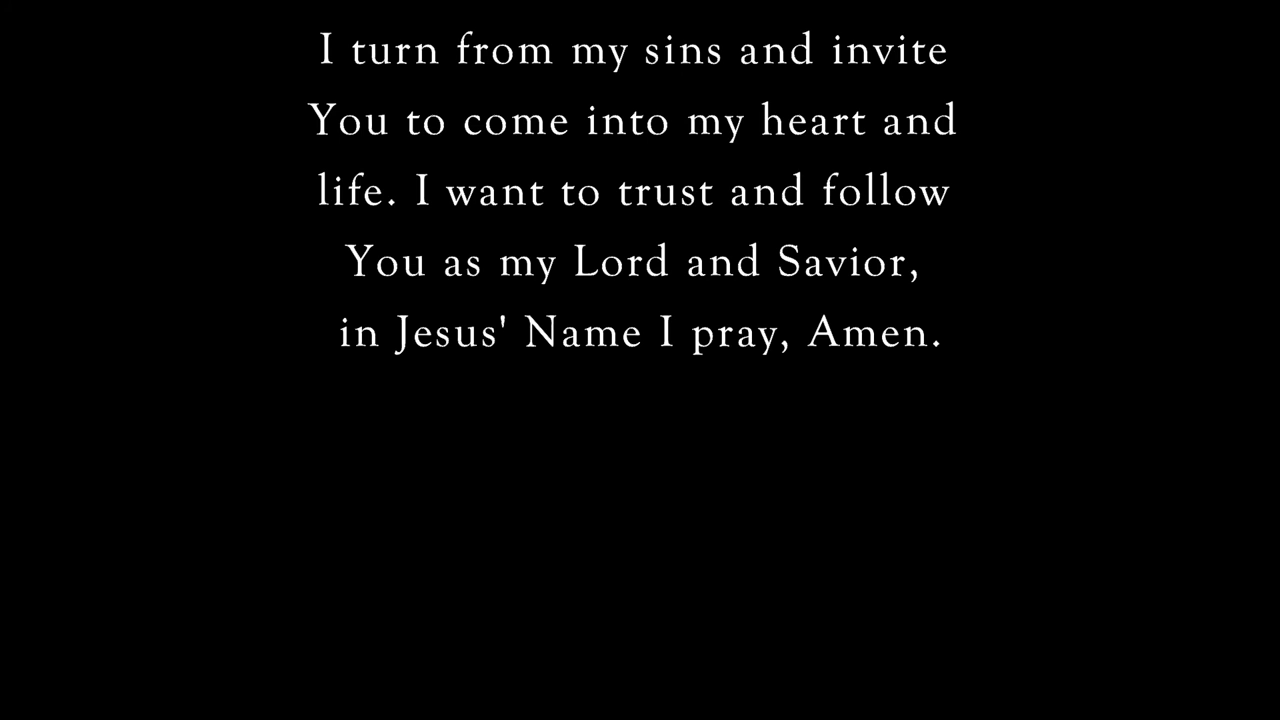 I turn from my sins and invite
You to come into my heart and
life. I want to trust and follow
You as my Lord and Savior,
in Jesus' Name I pray, Amen.